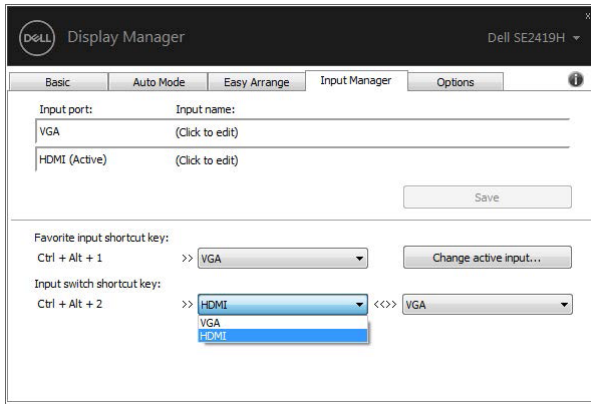 x
DELL Display Manager Dell SE2419H
Basic Auto Mode Easy Arrange Input Manager Options i
Input port: Input name:
VGA (Click to edit)
HDMI (Active) (Click to edit)
Save
Favorite input shortcut key:
Ctrl + Alt + 1 >> VGA Change active input...
Input switch shortcut key:
Ctrl + Alt + 2 >> HDMI <<>> VGA
VGA
HDMI